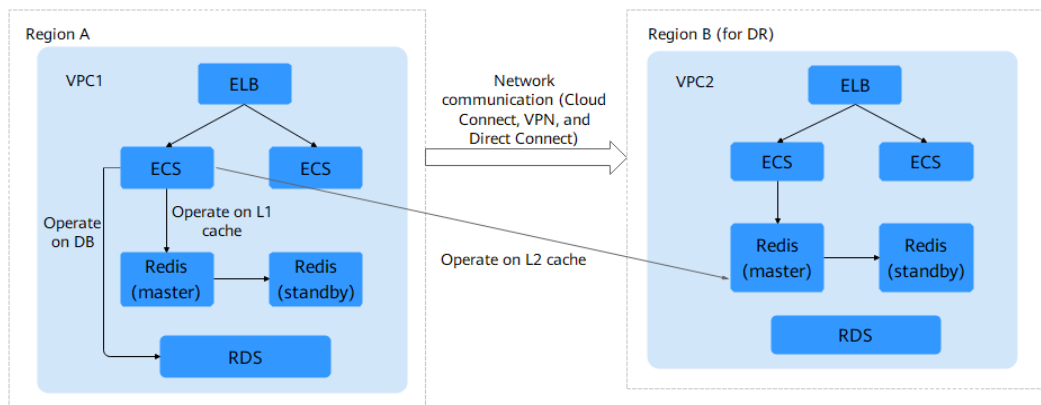 Region A
VPC1
ELB
ECS
ECS
Operate
on DB
Operate on L1
cache
Redis
(master)
Redis
(standby)
RDS
Network
communication (Cloud
Connect, VPN, and
Direct Connect)
Operate on L2 cache
Region B (for DR)
VPC2
ELB
ECS
ECS
Redis
(master)
Redis
(standby)
RDS